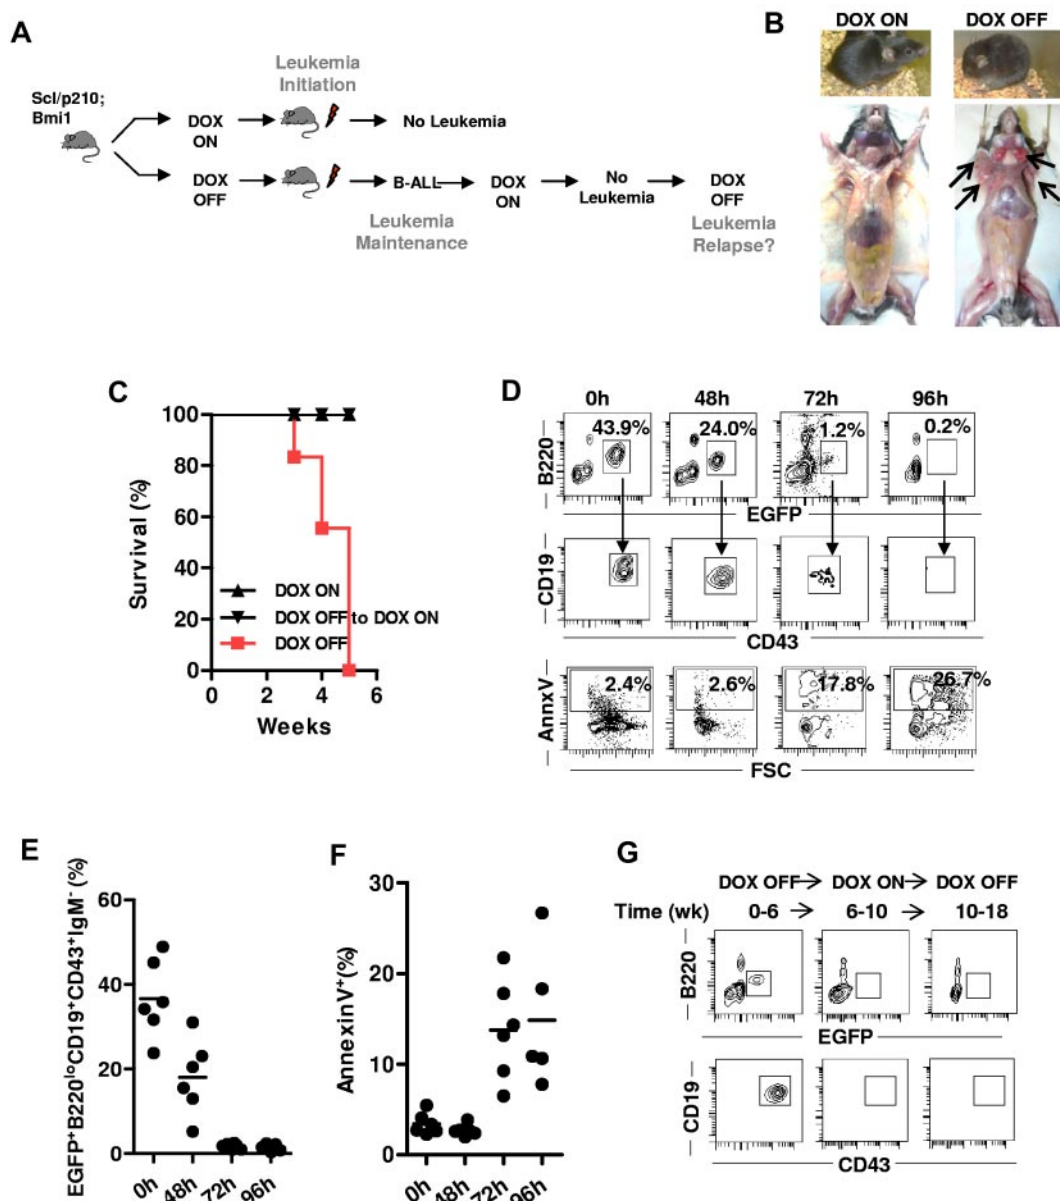 A
Scl/p210;
Bmi1
DOX
ON
Leukemia
Initiation
No Leukemia
DOX
OFF
B-ALL
Leukemia
Maintenance
DOX
ON
No
Leukemia
DOX
OFF
Leukemia
Relapse?
B
DOX ON DOX OFF
C
Survival (%)
100
80
60
40
20
0
DOX ON
DOX OFF to DOX ON
DOX OFF
0 2 4 6
Weeks
D
0h 48h 72h 96h
B220
43.9% 24.0% 1.2% 0.2%
EGFP
CD19
CD43
AnnxV
2.4% 2.6% 17.8% 26.7%
FSC
E
EGFP⁺B220ˡᵒCD19⁺CD43⁺IgM⁻ (%)
60
40
20
0
0h 48h 72h 96h
F
AnnexinV⁺(%)
30
20
10
0
0h 48h 72h 96h
G
DOX OFF → DOX ON → DOX OFF
Time (wk) 0-6 → 6-10 → 10-18
B220
EGFP
CD19
CD43